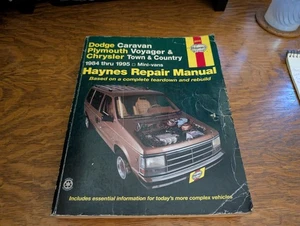 Dodge Caravan
Plymouth Voyager &
Chrysler Town & Country
1984 thru 1995 □ Mini-vans
Haynes Repair Manual
Based on a complete teardown and rebuild
Includes essential information for today's more complex vehicles